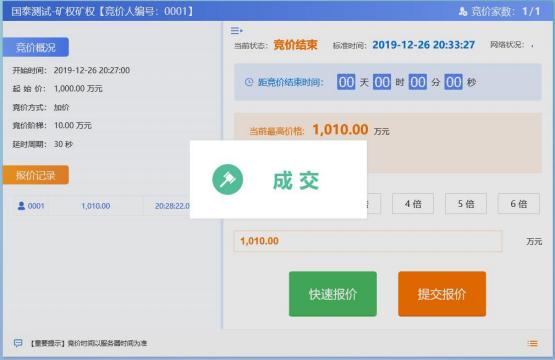 国泰测试-矿权矿权【竞价人编号：0001】
竞价家数：1/1
竞价概况
开始时间： 2019-12-26 20:27:00
起 始 价： 1,000.00 万元
竞价方式： 加价
竞价阶梯： 10.00 万元
延时周期： 30 秒
报价记录
0001 1,010.00 20:28:22.0
当前状态： 竞价结束 标准时间： 2019-12-26 20:33:27 网络状况：
距竞价结束时间： 00 天 00 时 00 分 00 秒
当前最高价格： 1,010.00 万元
成交
倍 4 倍 5 倍 6 倍
1,010.00 万元
快速报价 提交报价
【重要提示】竞价时间以服务器时间为准